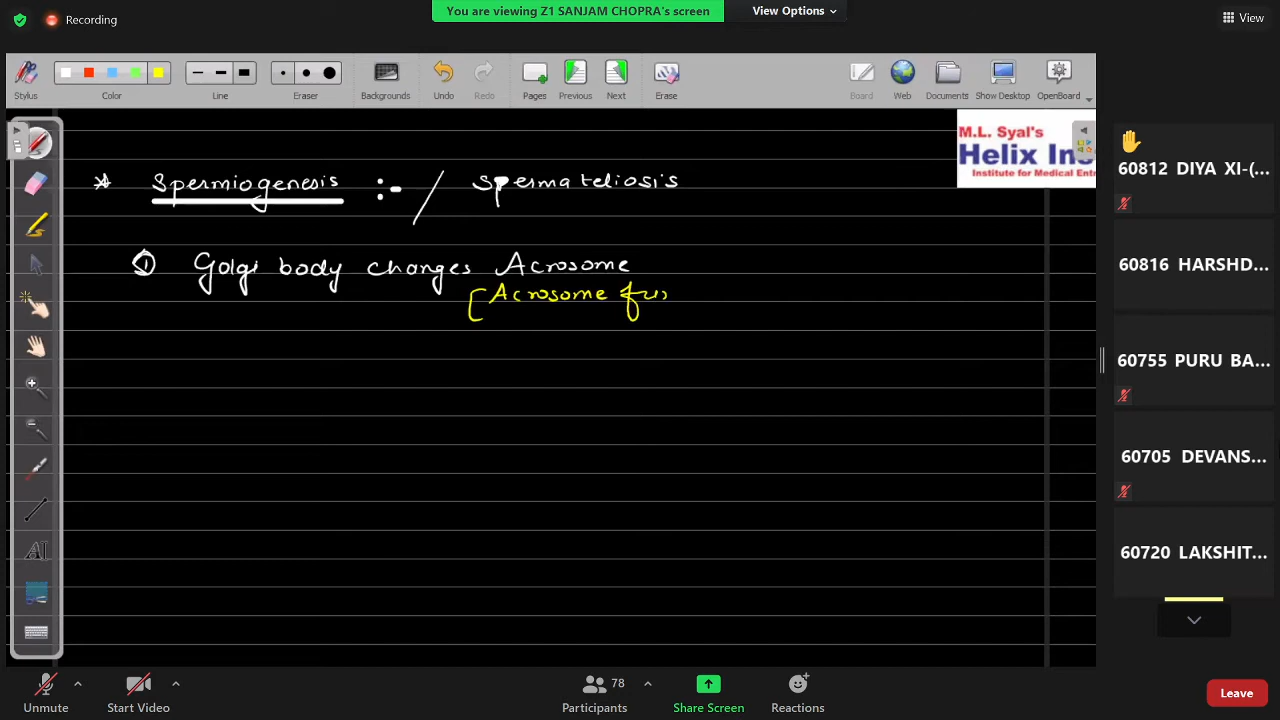 Recording
You are viewing Z1 SANJAM CHOPRA's screen
View Options
View
Stylus
Color
Line
Eraser
Backgrounds
Undo
Redo
Pages
Previous
Next
Erase
Board
Web
Documents
Show Desktop
OpenBoard
M.L. Syal's
Helix Ins
Institute for Medical Entr
Spermiogenesis :- / Spermateliosis
① Golgi body changes Acrosome
[Acrosome
60812 DIYA XI-(...
60816 HARSHD...
60755 PURU BA...
60705 DEVANS...
60720 LAKSHIT...
Unmute
Start Video
78
Participants
Share Screen
Reactions
Leave